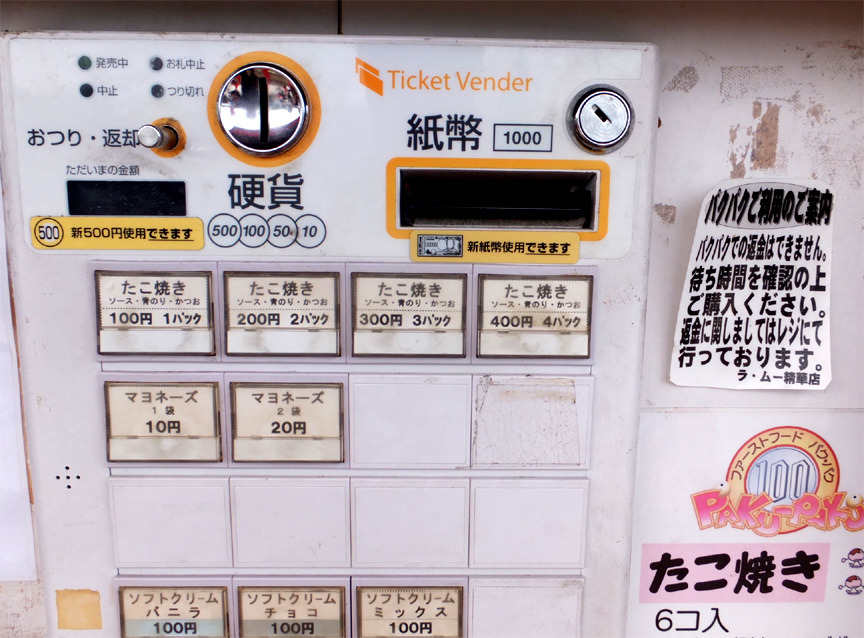 発売中
お札中止
中止
つり切れ
おつり・返却
ただいまの金額
硬貨
500 100 50 10
500 新500円使用できます
Ticket Vender
紙幣 1000
新紙幣使用できます
たこ焼き
ソース・青のり・かつお
100円 1パック
たこ焼き
ソース・青のり・かつお
200円 2パック
たこ焼き
ソース・青のり・かつお
300円 3パック
たこ焼き
ソース・青のり・かつお
400円 4パック
マヨネーズ
1 袋
10円
マヨネーズ
2 袋
20円
ソフトクリーム
バニラ
100円
ソフトクリーム
チョコ
100円
ソフトクリーム
ミックス
100円
パクパクご利用のご案内
パクパクでの返金はできません。
待ち時間を確認の上
ご購入ください。
返金に関しましてはレジにて
行っております。
ラ・ムー精華店
ファーストフード パクパク
100
PAKU-PAKU
たこ焼き
6コ入